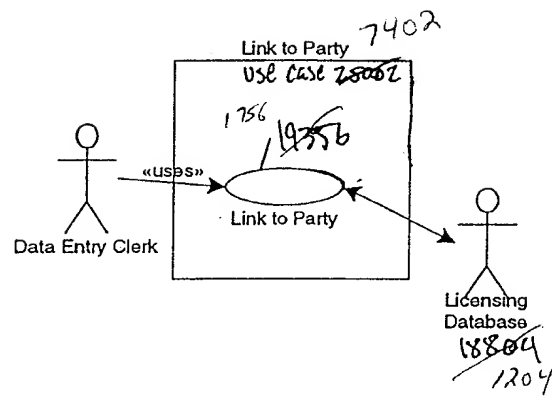 7402
Link to Party
use case 28002
1756
19356
«uses»
Link to Party
Data Entry Clerk
Licensing
Database
18804
1204